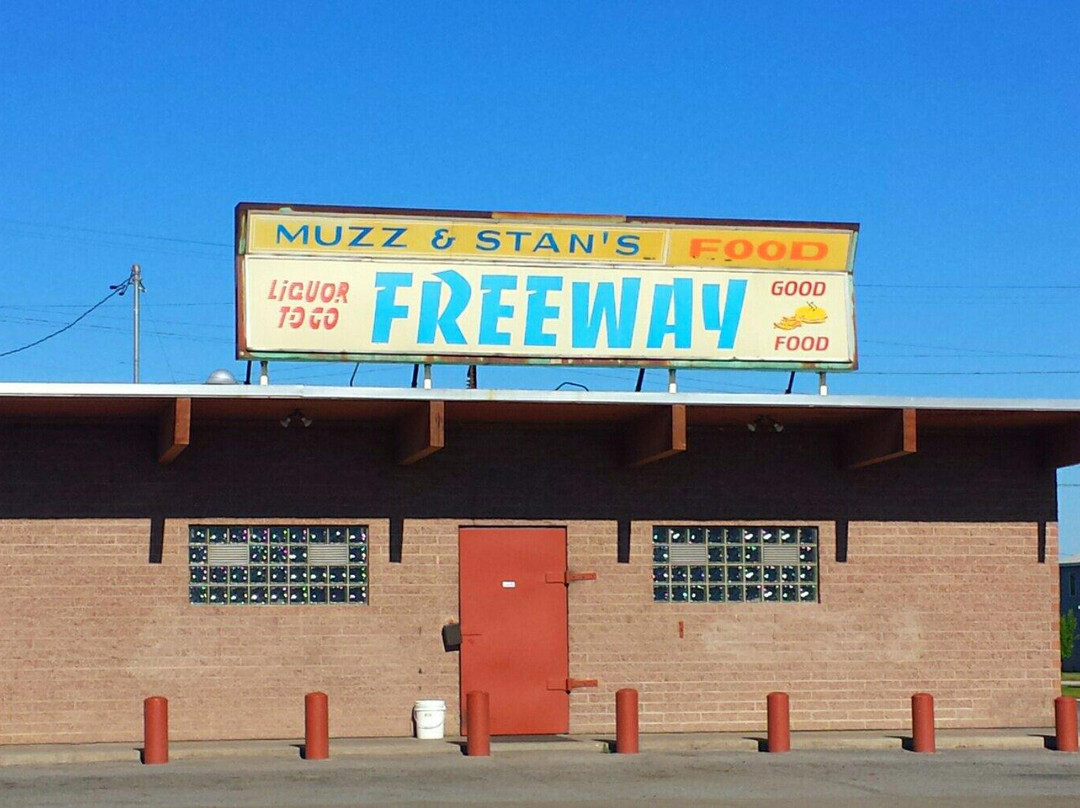 MUZZ & STAN'S FOOD
LIQUOR
TO GO
FREEWAY
GOOD
FOOD